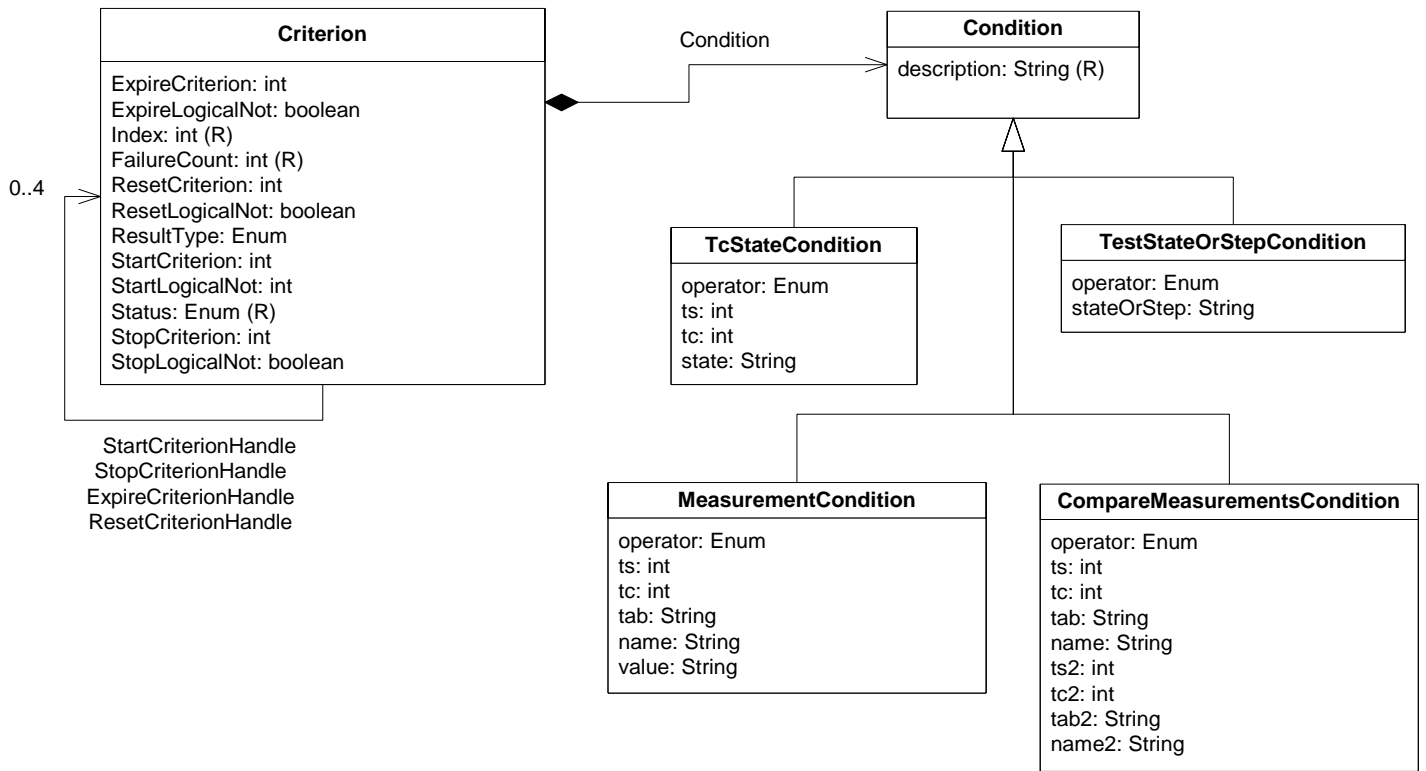 Criterion
ExpireCriterion: int
ExpireLogicalNot: boolean
Index: int (R)
FailureCount: int (R)
ResetCriterion: int
ResetLogicalNot: boolean
ResultType: Enum
StartCriterion: int
StartLogicalNot: int
Status: Enum (R)
StopCriterion: int
StopLogicalNot: boolean
0..4
StartCriterionHandle
StopCriterionHandle
ExpireCriterionHandle
ResetCriterionHandle
Condition
Condition
description: String (R)
TcStateCondition
operator: Enum
ts: int
tc: int
state: String
TestStateOrStepCondition
operator: Enum
stateOrStep: String
MeasurementCondition
operator: Enum
ts: int
tc: int
tab: String
name: String
value: String
CompareMeasurementsCondition
operator: Enum
ts: int
tc: int
tab: String
name: String
ts2: int
tc2: int
tab2: String
name2: String